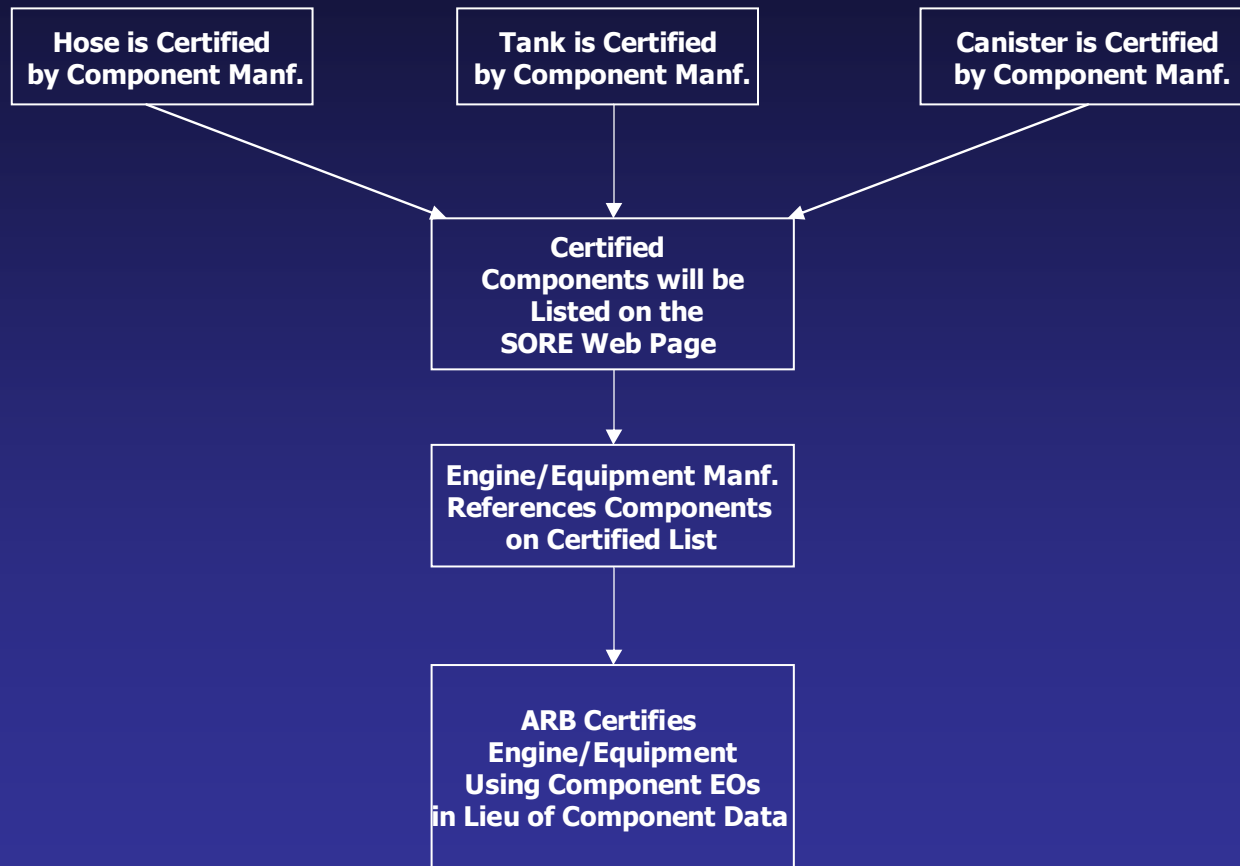 Hose is Certified
by Component Manf.
Tank is Certified
by Component Manf.
Canister is Certified
by Component Manf.
Certified
Components will be
Listed on the
SORE Web Page
Engine/Equipment Manf.
References Components
on Certified List
ARB Certifies
Engine/Equipment
Using Component EOs
in Lieu of Component Data